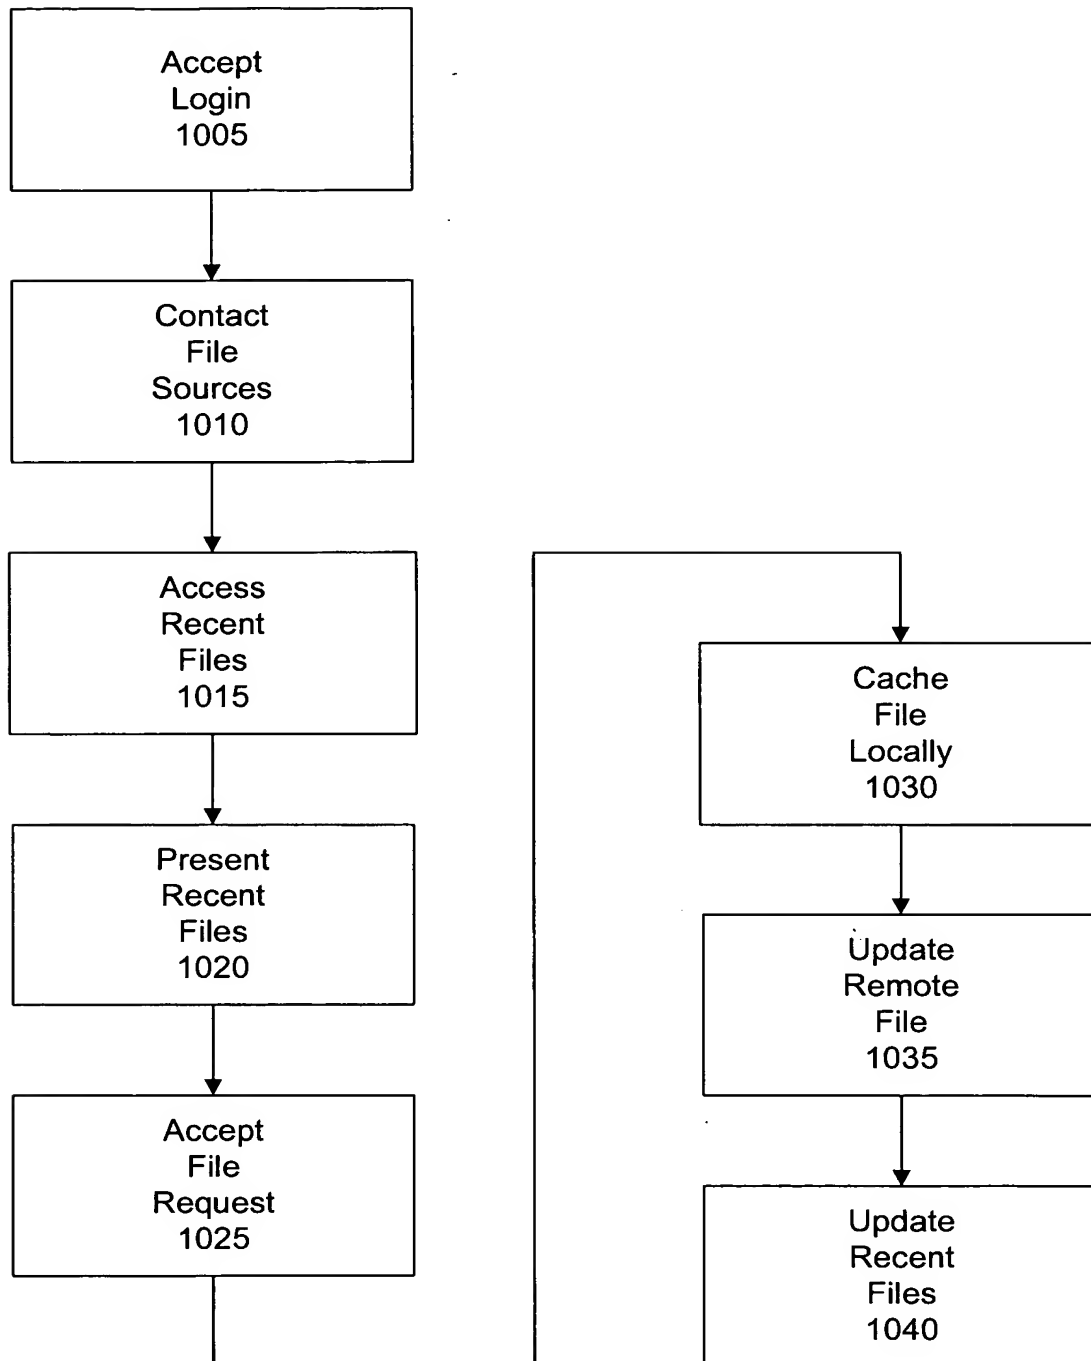 Accept
Login
1005
Contact
File
Sources
1010
Access
Recent
Files
1015
Present
Recent
Files
1020
Accept
File
Request
1025
Cache
File
Locally
1030
Update
Remote
File
1035
Update
Recent
Files
1040